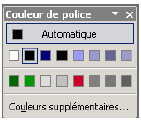 Couleur de police
Automatique
Couleurs supplémentaires...